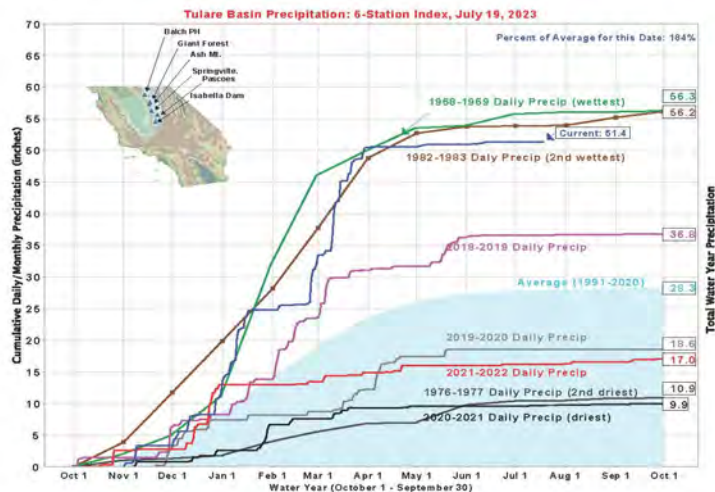 Tulare Basin Precipitation: 6-Station Index, July 19, 2023
Percent of Average for this Date: 184%
Balch PH
Giant Forest
Ash Mt.
Springville.
Pascoes
Isabella Dam
Cumulative Daily/Monthly Precipitation (inches)
70
65
60
55
50
45
40
35
30
25
20
15
10
5
0
1968-1969 Daily Precip (wettest)
Current: 51.4
1982-1983 Daly Precip (2nd wettest)
2018-2019 Daily Precip
Average (1991-2020)
2019-2020 Daily Precip
2021-2022 Daily Precip
1976-1977 Daily Precip (2nd driest)
2020-2021 Daily Precip (driest)
56.3
56.2
36.8
28.3
18.6
17.0
10.9
9.9
Total Water Year Precipitation
Oct 1 Nov 1 Dec 1 Jan 1 Feb 1 Mar 1 Apr 1 May 1 Jun 1 Jul 1 Aug 1 Sep 1 Oct 1
Water Year (October 1 - September 30)